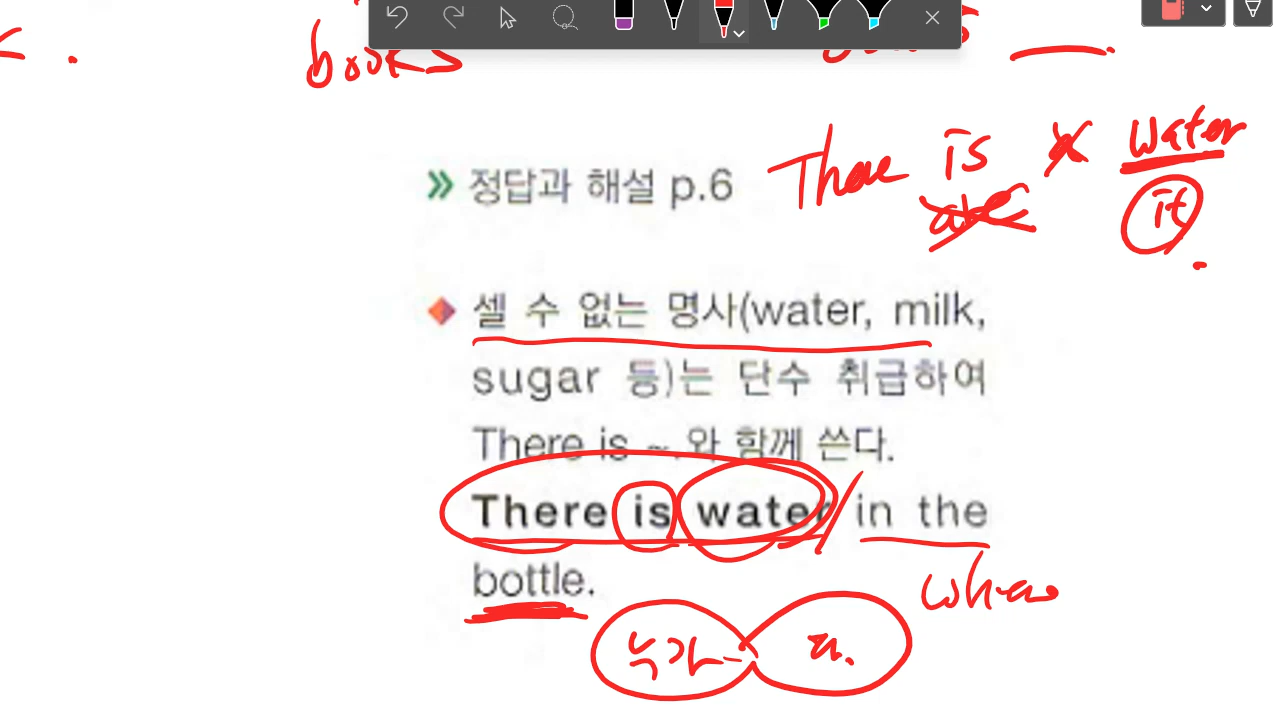 books
There is water
are
it
정답과 해설 p.6
셀 수 없는 명사(water, milk,
sugar 등)는 단수 취급하여
There is ~. 와 함께 쓴다.
There is water / in the
bottle.
누가